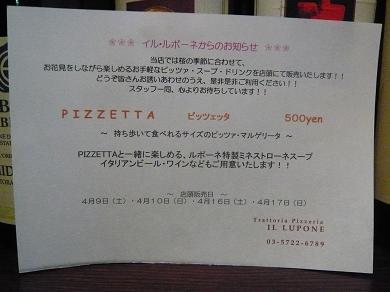 ❀❀❀ イル・ルポーネからのお知らせ ❀❀❀
当店では桜の季節に合わせて、
お花見をしながら楽しめるお手軽なピッツァ・スープ・ドリンクを店頭にて販売いたします!!
どうぞ皆さんお誘いあわせのうえ、是非是非ご利用ください!!
スタッフ一同、心よりお待ちしています!!
PIZZETTA ピッツェッタ 500yen
～ 持ち歩いて食べれるサイズのピッツァ・マルゲリータ ～
PIZZETTAと一緒に楽しめる、ルポーネ特製ミネストローネスープ
イタリアンビール・ワインなどもご用意いたします!!
～ 店頭販売日 ～
4月9日（土）・4月10日（日）・4月16日（土）・4月17日（日）
Trattoria Pizzeria
IL LUPONE
03-5722-6789